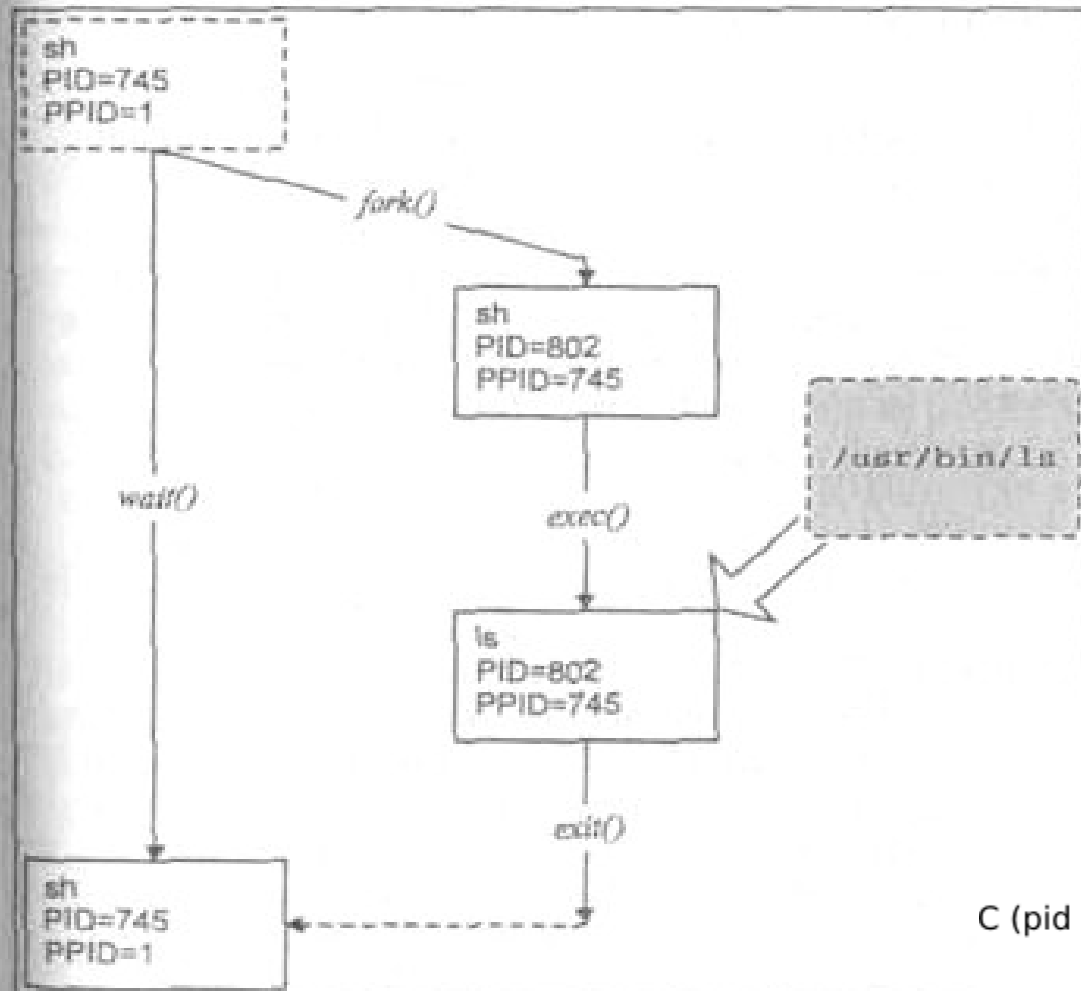 sh
PID=745
PPID=1
fork()
sh
PID=802
PPID=745
/usr/bin/ls
wait()
exec()
ls
PID=802
PPID=745
exit()
sh
PID=745
PPID=1
C (pid